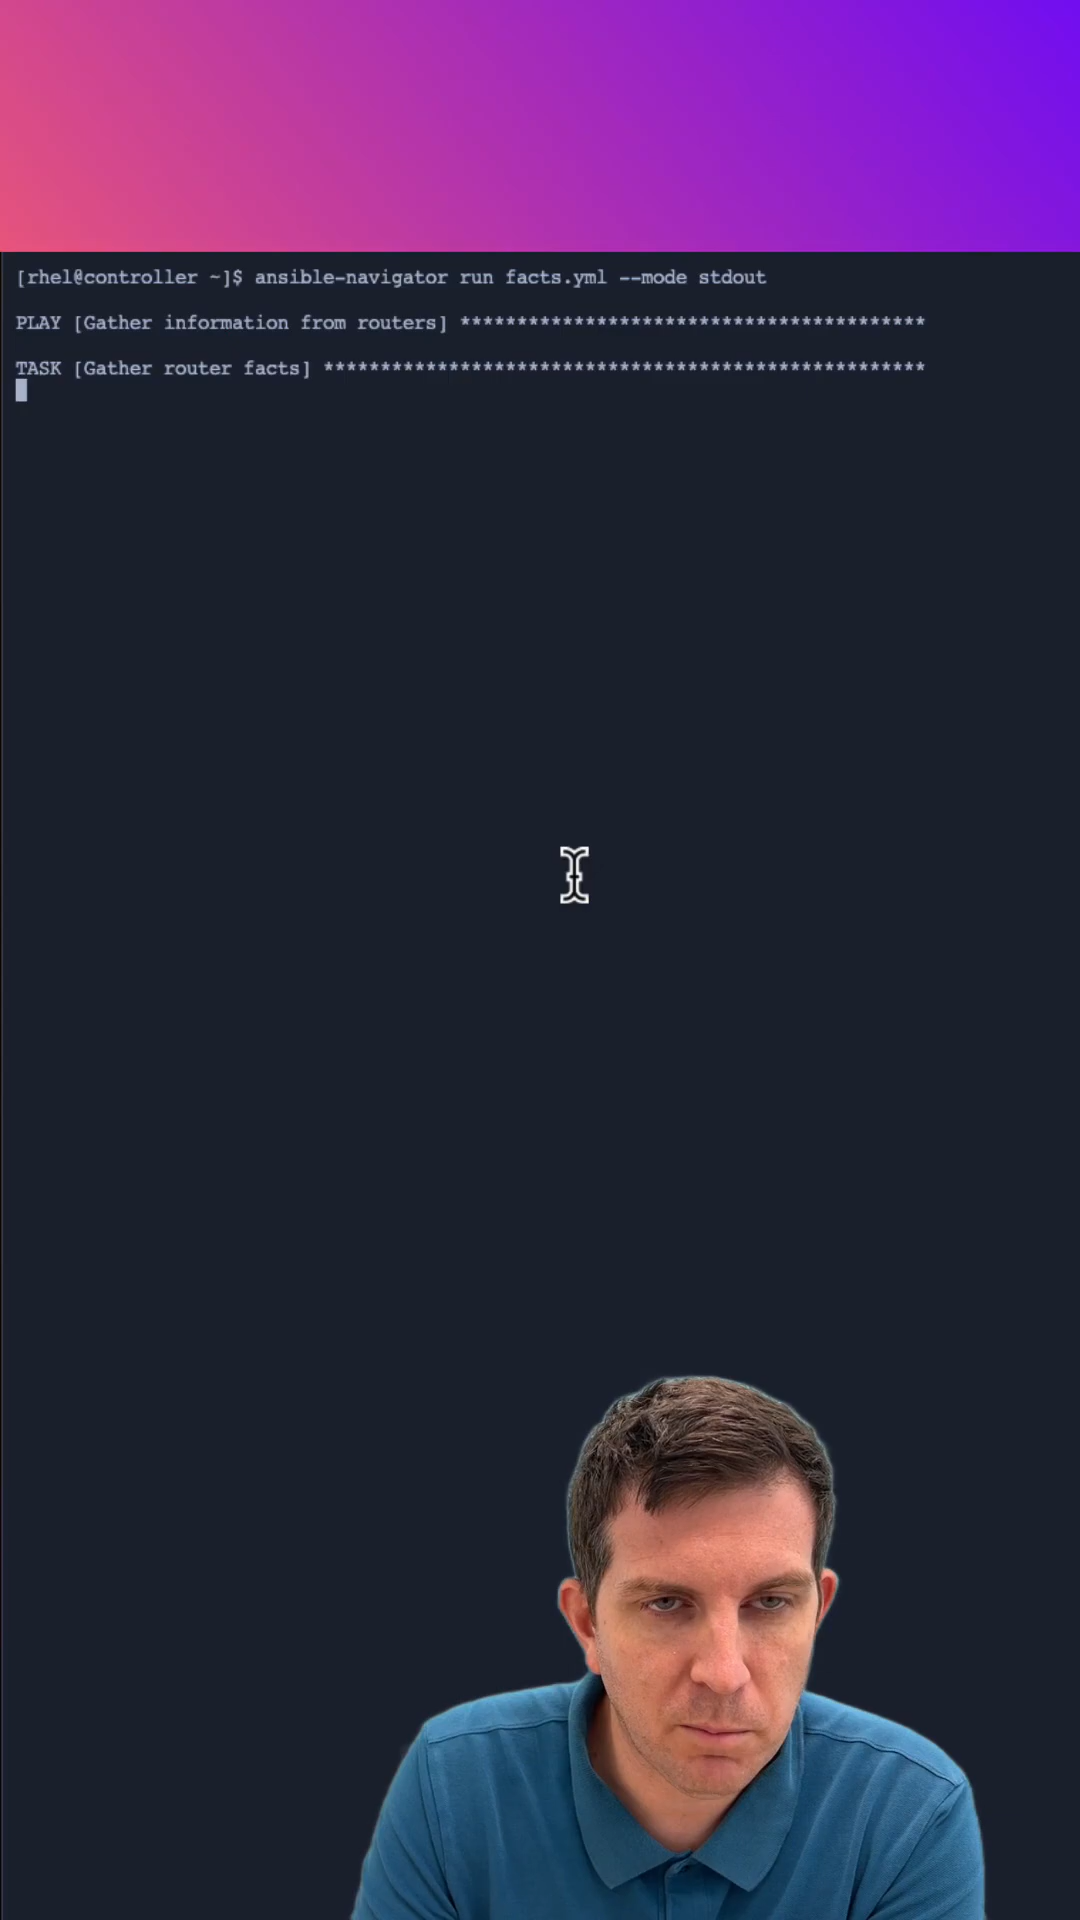 [rhel@controller ~]$ ansible-navigator run facts.yml --mode stdout
PLAY [Gather information from routers] *****************************************
TASK [Gather router facts] *****************************************************